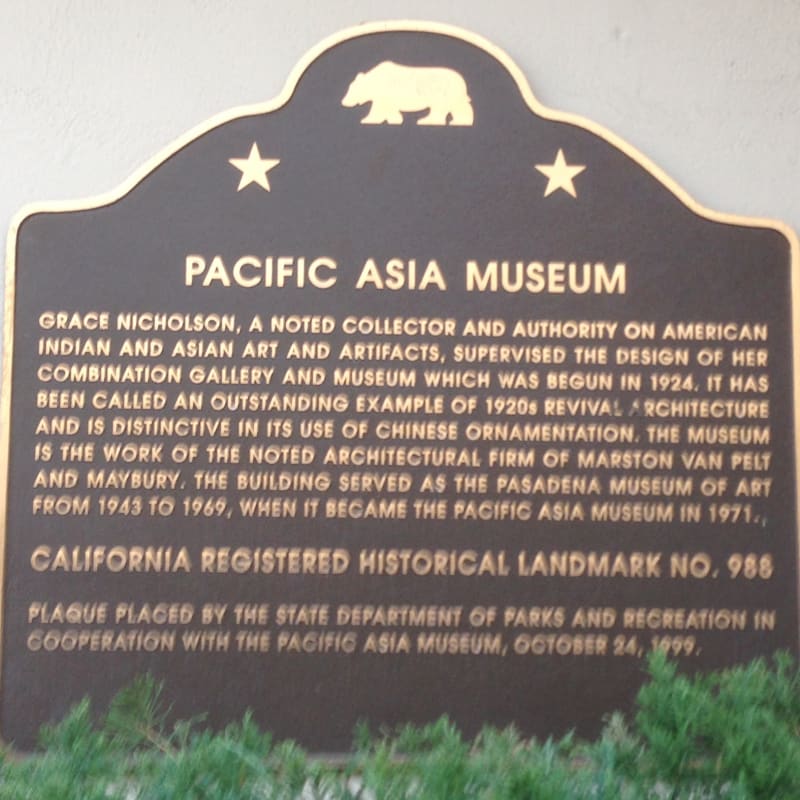 PACIFIC ASIA MUSEUM
GRACE NICHOLSON, A NOTED COLLECTOR AND AUTHORITY ON AMERICAN
INDIAN AND ASIAN ART AND ARTIFACTS, SUPERVISED THE DESIGN OF HER
COMBINATION GALLERY AND MUSEUM WHICH WAS BEGUN IN 1924. IT HAS
BEEN CALLED AN OUTSTANDING EXAMPLE OF 1920s REVIVAL ARCHITECTURE
AND IS DISTINCTIVE IN ITS USE OF CHINESE ORNAMENTATION. THE MUSEUM
IS THE WORK OF THE NOTED ARCHITECTURAL FIRM OF MARSTON VAN PELT
AND MAYBURY. THE BUILDING SERVED AS THE PASADENA MUSEUM OF ART
FROM 1943 TO 1969, WHEN IT BECAME THE PACIFIC ASIA MUSEUM IN 1971.
CALIFORNIA REGISTERED HISTORICAL LANDMARK NO. 988
PLAQUE PLACED BY THE STATE DEPARTMENT OF PARKS AND RECREATION IN
COOPERATION WITH THE PACIFIC ASIA MUSEUM, OCTOBER 24, 1999.